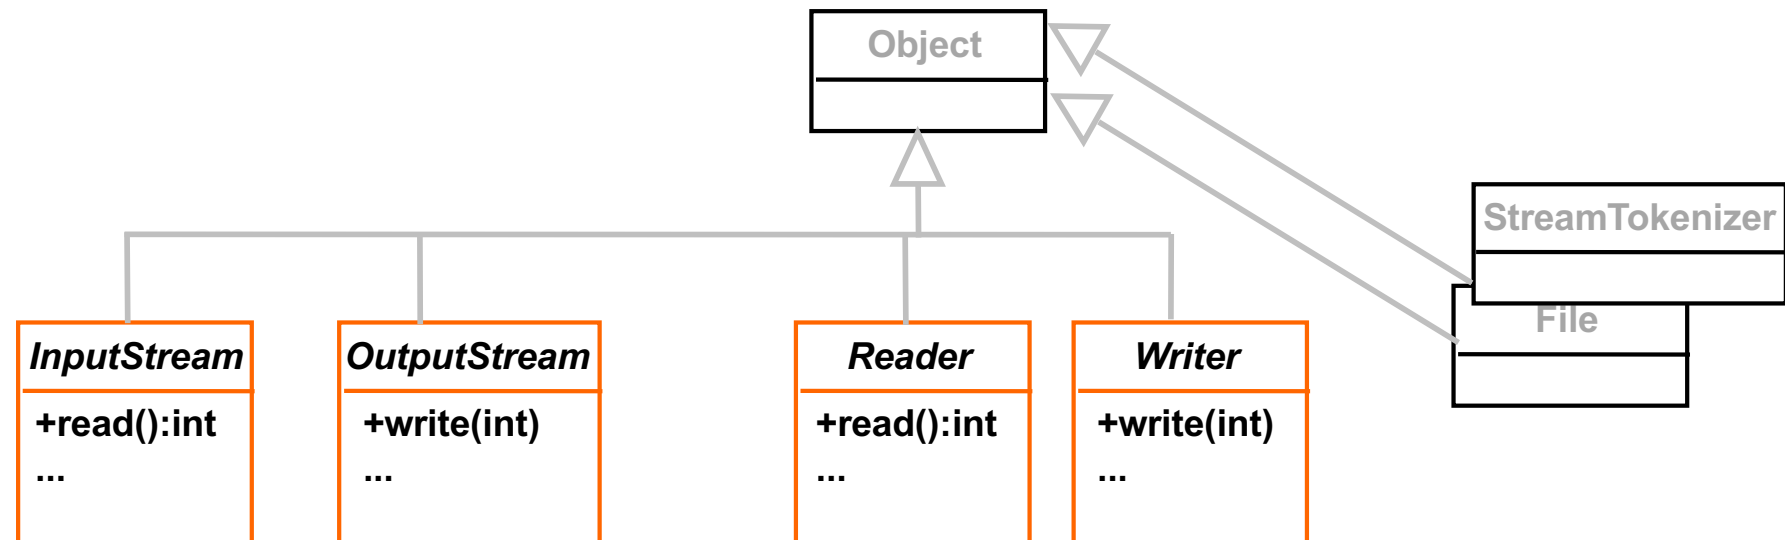 Object
StreamTokenizer
File
InputStream
+read():int
...
OutputStream
+write(int)
...
Reader
+read():int
...
Writer
+write(int)
...